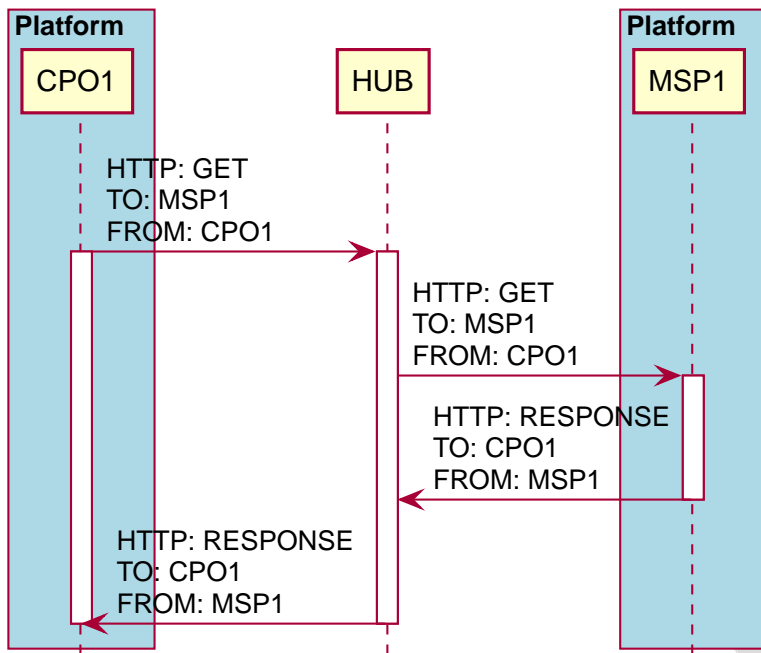 Platform
Platform
CPO1
HUB
MSP1
HTTP: GET
TO: MSP1
FROM: CPO1
HTTP: GET
TO: MSP1
FROM: CPO1
HTTP: RESPONSE
TO: CPO1
FROM: MSP1
HTTP: RESPONSE
TO: CPO1
FROM: MSP1